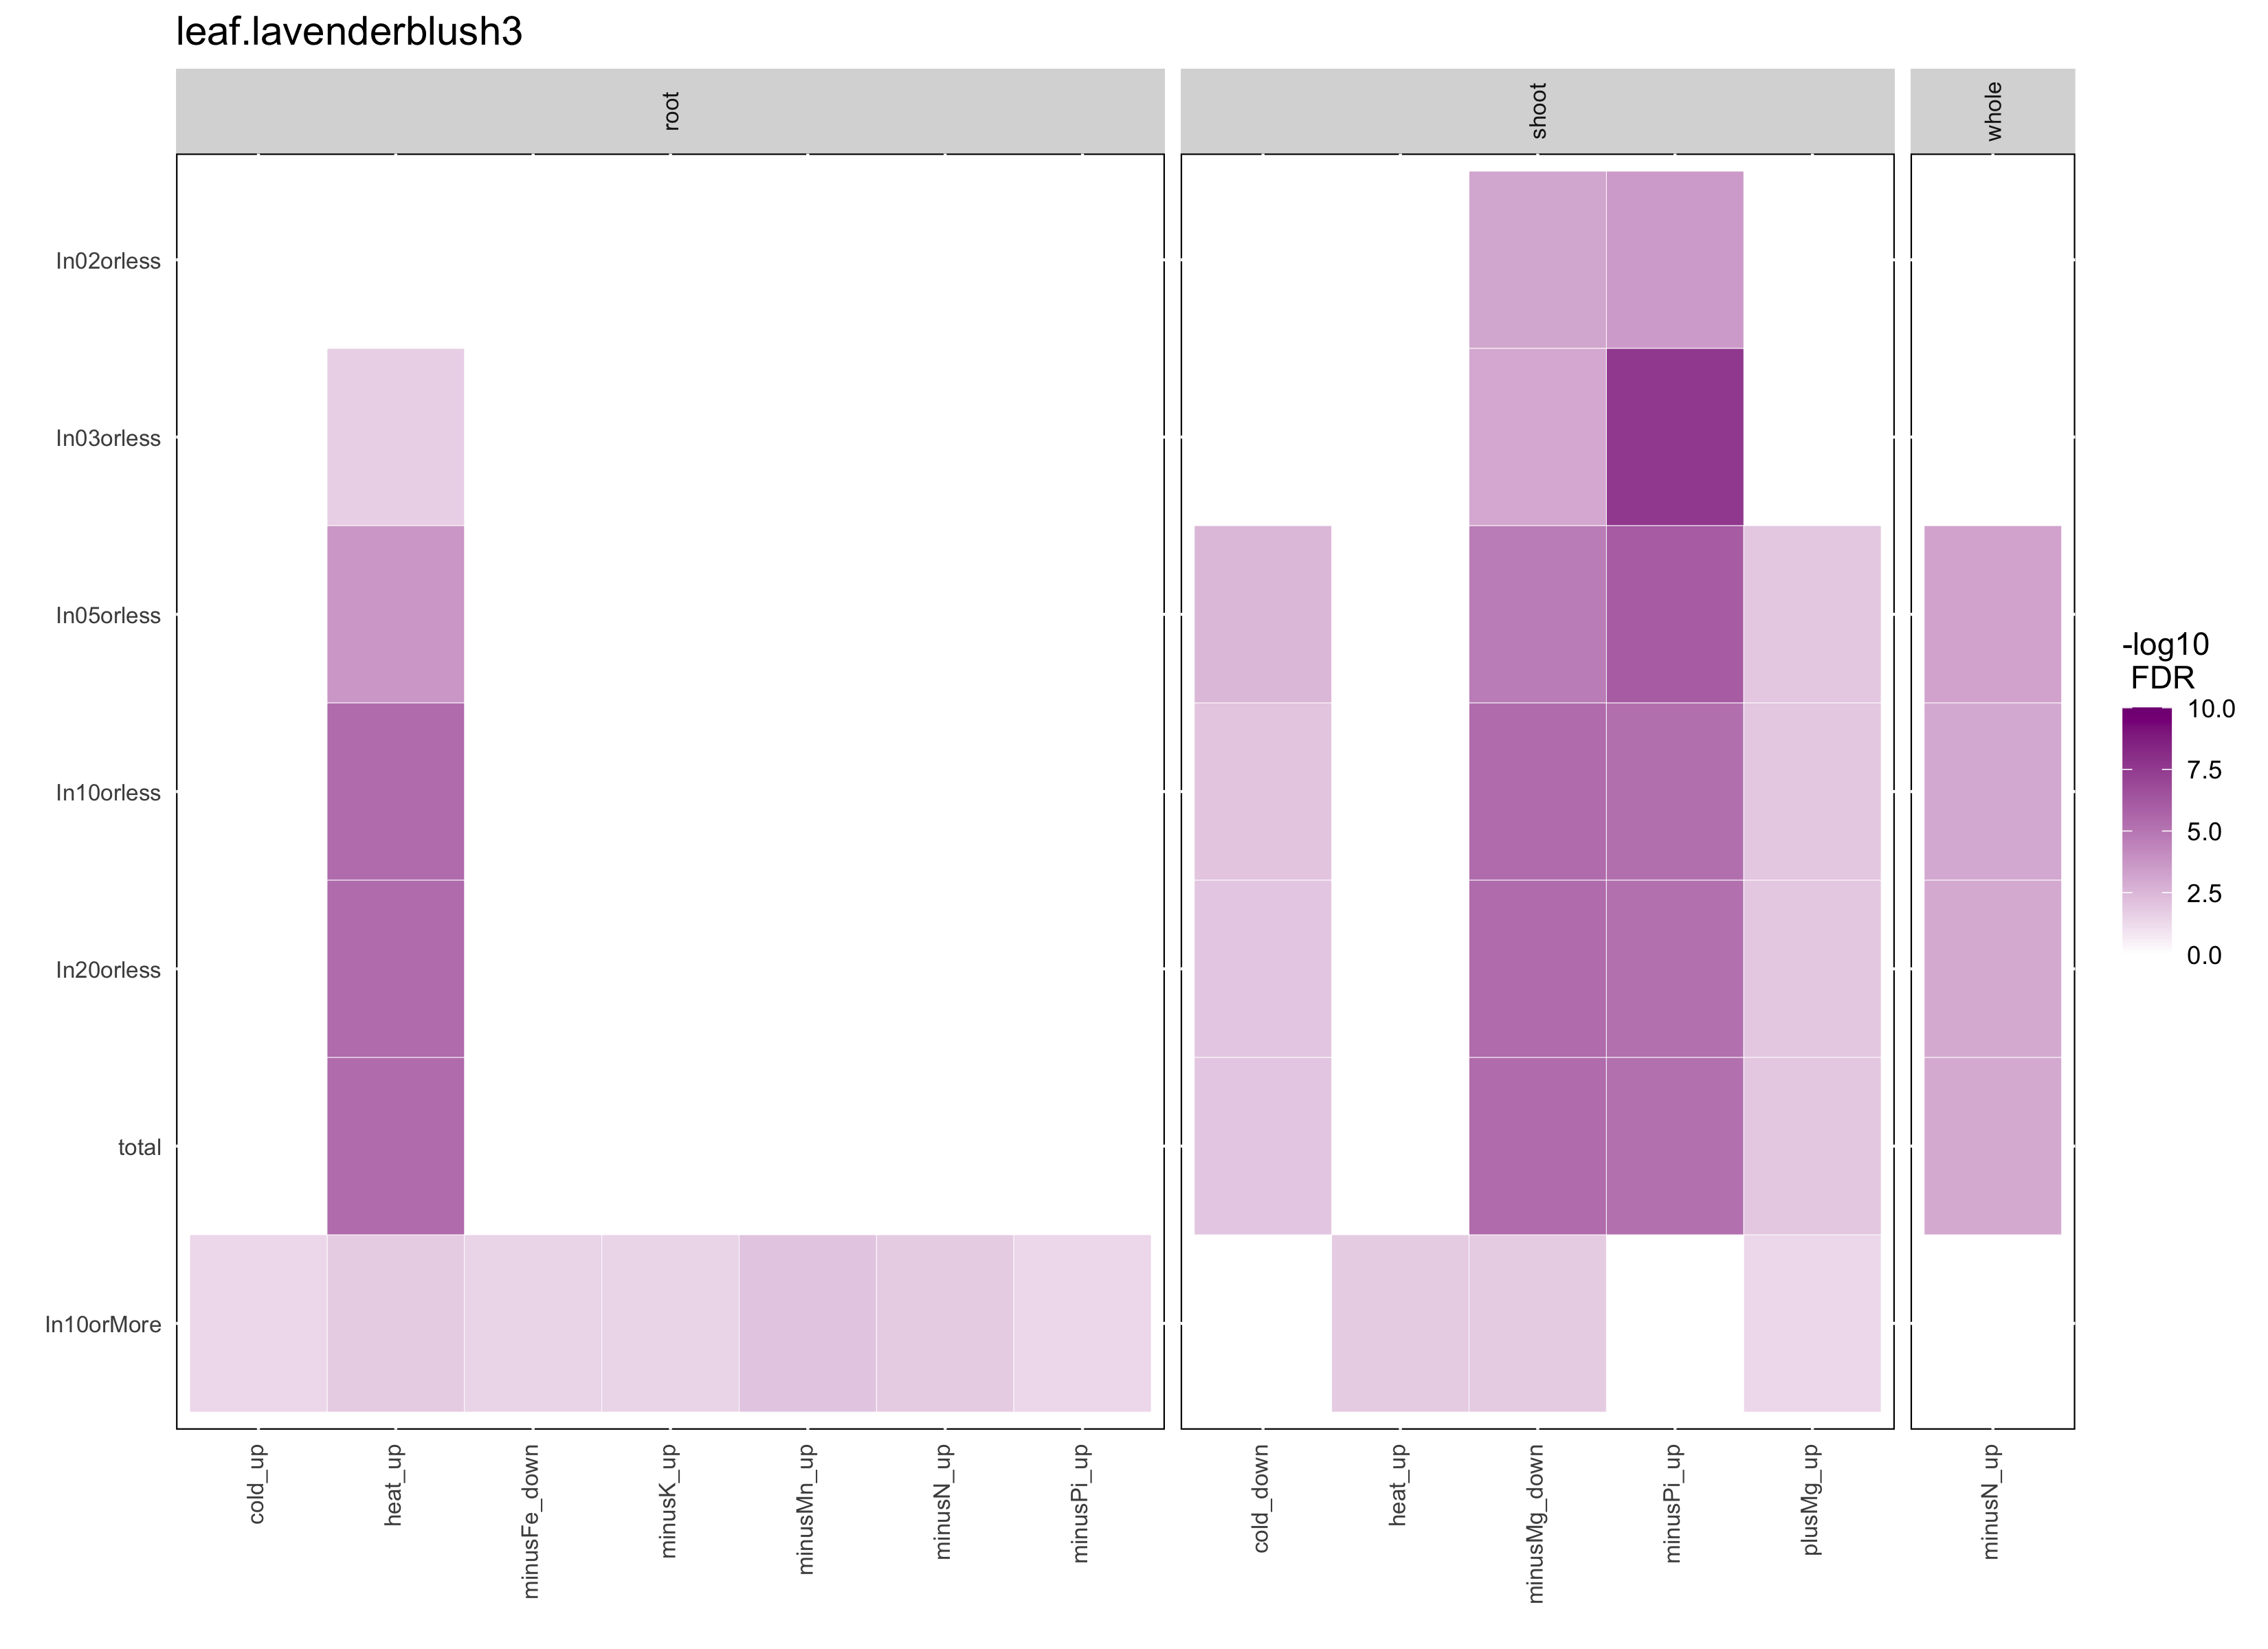 leaf.lavenderblush3
root
shoot
whole
In02orless
In03orless
In05orless
In10orless
In20orless
total
In10orMore
cold_up
heat_up
minusFe_down
minusK_up
minusMn_up
minusN_up
minusPi_up
cold_down
heat_up
minusMg_down
minusPi_up
plusMg_up
minusN_up
-log10
FDR
10.0
7.5
5.0
2.5
0.0